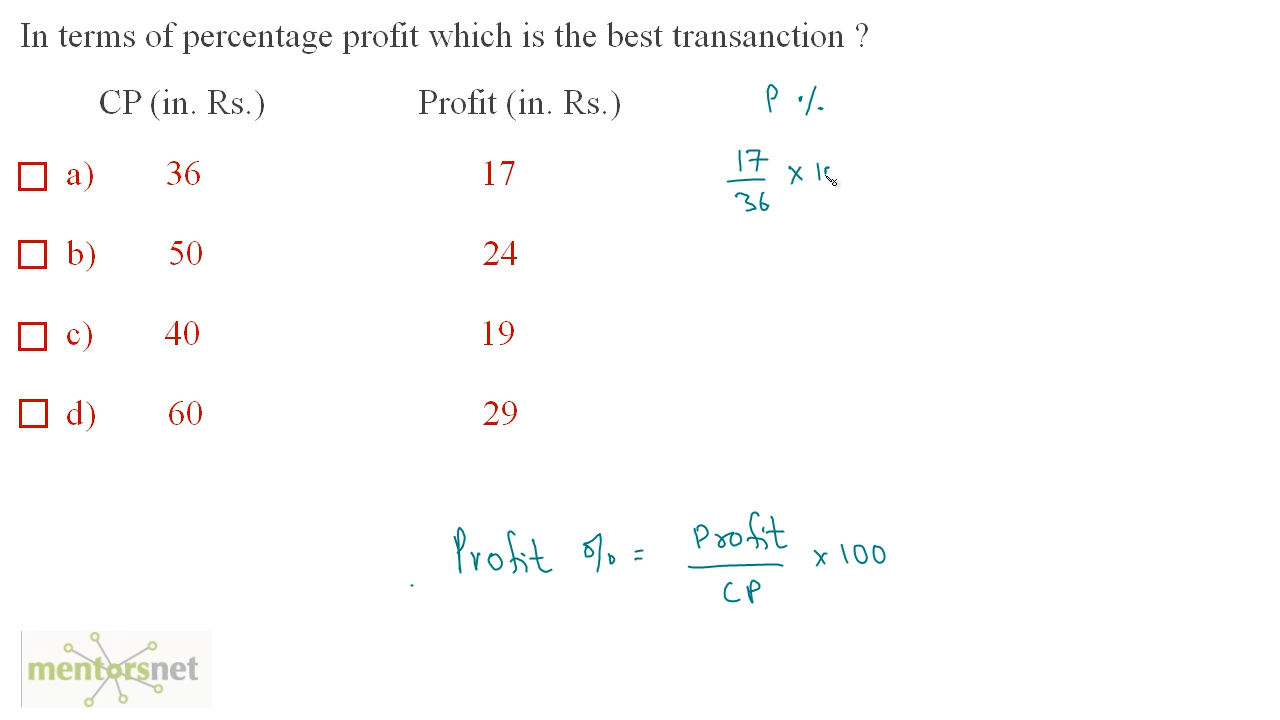 In terms of percentage profit which is the best transanction ?
CP (in. Rs.) Profit (in. Rs.) P %
a) 36 17 17/36 × 10
b) 50 24
c) 40 19
d) 60 29
Profit % = Profit/CP × 100
mentorsnet